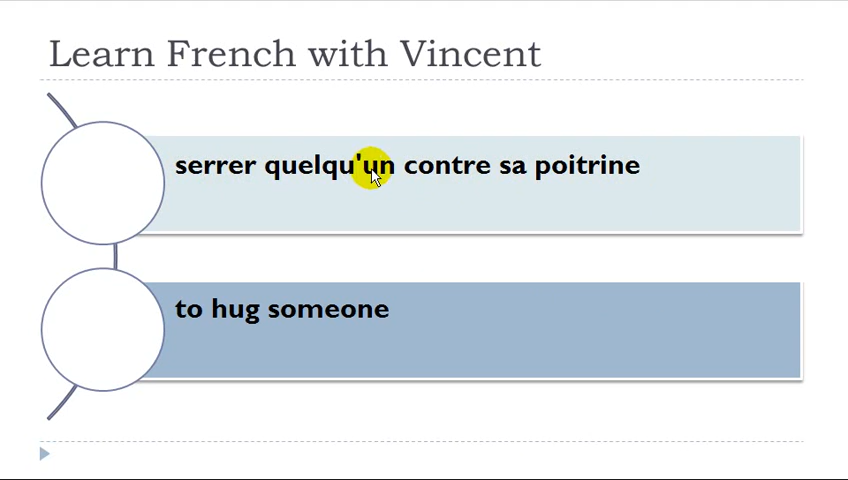 Learn French with Vincent
serrer quelqu'un contre sa poitrine
to hug someone